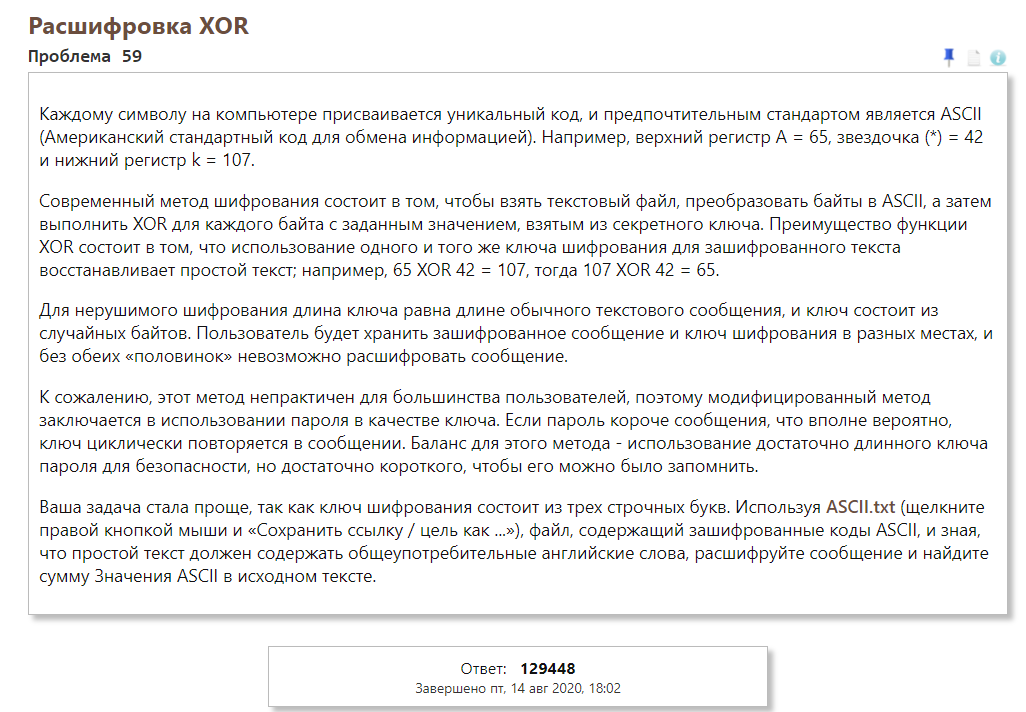 Расшифровка XOR
Проблема 59
Каждому символу на компьютере присваивается уникальный код, и предпочтительным стандартом является ASCII
(Американский стандартный код для обмена информацией). Например, верхний регистр A = 65, звездочка (*) = 42
и нижний регистр k = 107.
Современный метод шифрования состоит в том, чтобы взять текстовый файл, преобразовать байты в ASCII, а затем
выполнить XOR для каждого байта с заданным значением, взятым из секретного ключа. Преимущество функции
XOR состоит в том, что использование одного и того же ключа шифрования для зашифрованного текста
восстанавливает простой текст; например, 65 XOR 42 = 107, тогда 107 XOR 42 = 65.
Для нерушимого шифрования длина ключа равна длине обычного текстового сообщения, и ключ состоит из
случайных байтов. Пользователь будет хранить зашифрованное сообщение и ключ шифрования в разных местах, и
без обеих «половинок» невозможно расшифровать сообщение.
К сожалению, этот метод непрактичен для большинства пользователей, поэтому модифицированный метод
заключается в использовании пароля в качестве ключа. Если пароль короче сообщения, что вполне вероятно,
ключ циклически повторяется в сообщении. Баланс для этого метода - использование достаточно длинного ключа
пароля для безопасности, но достаточно короткого, чтобы его можно было запомнить.
Ваша задача стала проще, так как ключ шифрования состоит из трех строчных букв. Используя ASCII.txt (щелкните
правой кнопкой мыши и «Сохранить ссылку / цель как ...»), файл, содержащий зашифрованные коды ASCII, и зная,
что простой текст должен содержать общеупотребительные английские слова, расшифруйте сообщение и найдите
сумму Значения ASCII в исходном тексте.
Ответ: 129448
Завершено пт, 14 авг 2020, 18:02